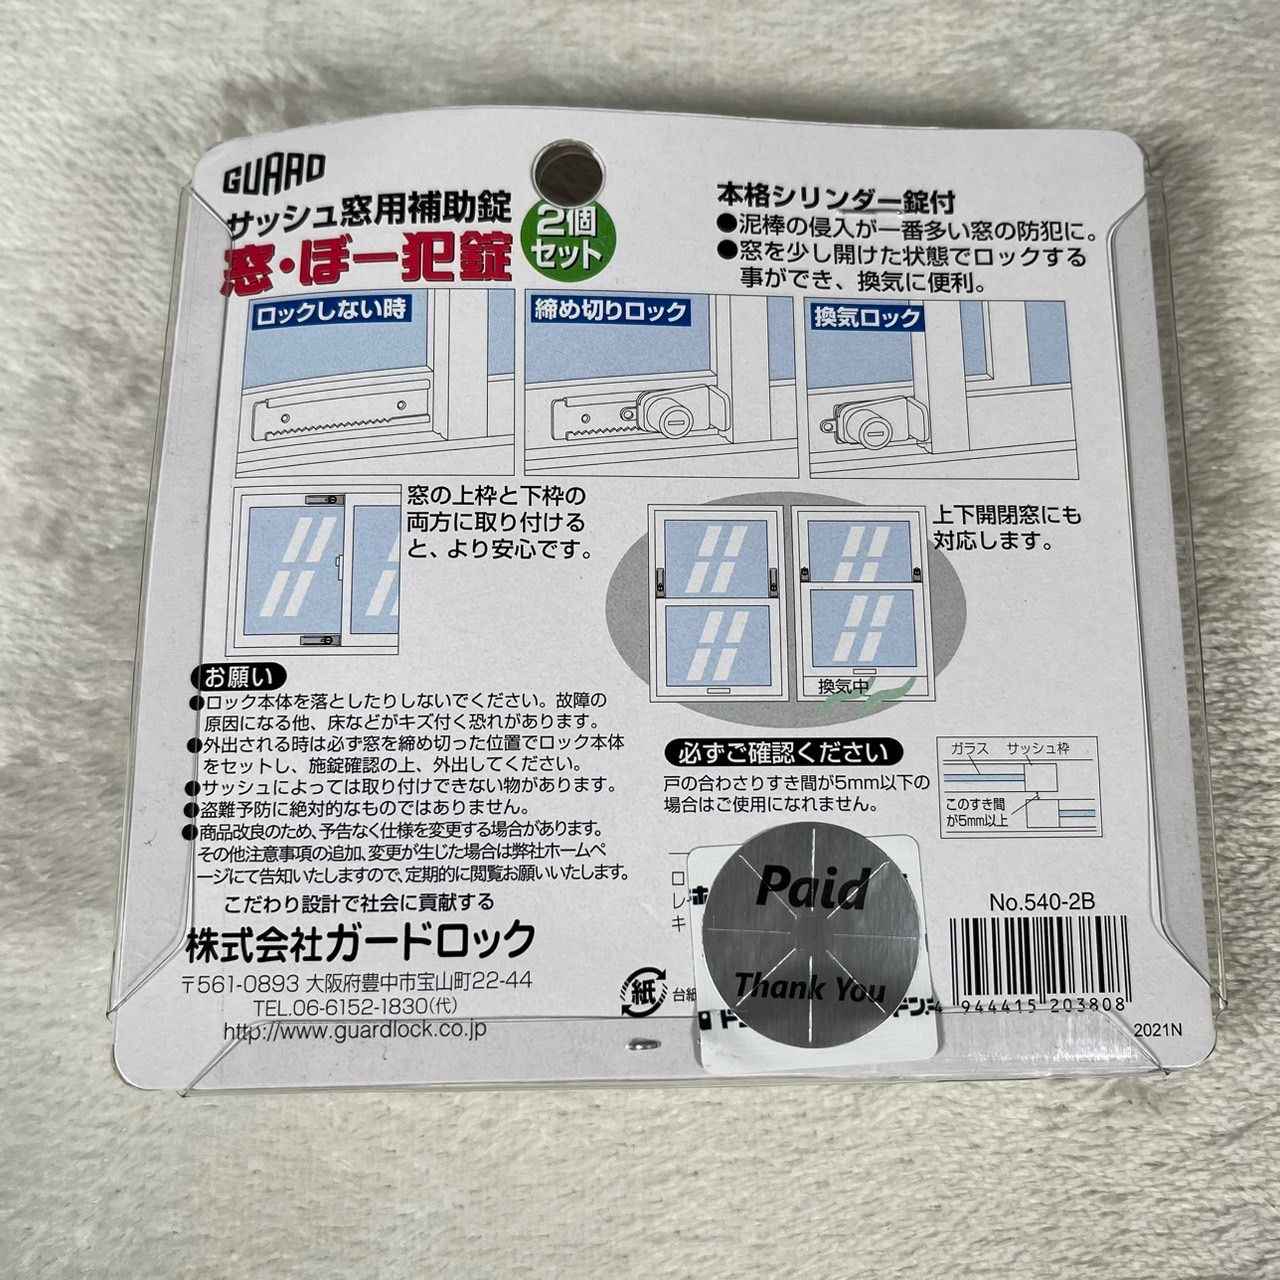 GUARD
サッシュ窓用補助錠
窓・ぼー犯錠
2個
セット
本格シリンダー錠付
●泥棒の侵入が一番多い窓の防犯に。
●窓を少し開けた状態でロックする
事ができ、換気に便利。
ロックしない時
締め切りロック
換気ロック
窓の上枠と下枠の
両方に取り付ける
と、より安心です。
上下開閉窓にも
対応します。
換気中
お願い
●ロック本体を落としたりしないでください。故障の
原因になる他、床などがキズ付く恐れがあります。
●外出される時は必ず窓を締め切った位置でロック本体
をセットし、施錠確認の上、外出してください。
●サッシュによっては取り付けできない物があります。
●盗難予防に絶対的なものではありません。
●商品改良のため、予告なく仕様を変更する場合があります。
その他注意事項の追加、変更が生じた場合は弊社ホームペ
ージにて告知いたしますので、定期的に閲覧お願いいたします。
必ずご確認ください
戸の合わさりすき間が5mm以下の
場合はご使用になれません。
ガラス サッシュ枠
このすき間
が5mm以上
こだわり設計で社会に貢献する
株式会社ガードロック
〒561-0893 大阪府豊中市宝山町22-44
TEL.06-6152-1830(代)
http://www.guardlock.co.jp
ロ
レ
キ
紙
台紙
Paid
Thank You
No.540-2B
4 944415 203808
2021N